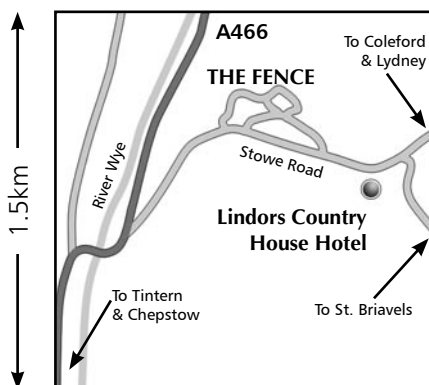 A466
To Coleford
& Lydney
THE FENCE
Stowe Road
River Wye
1.5km
Lindors Country
House Hotel
To Tintern
& Chepstow
To St. Briavels